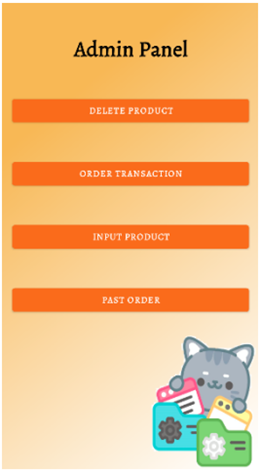 Admin Panel
DELETE PRODUCT
ORDER TRANSACTION
INPUT PRODUCT
PAST ORDER